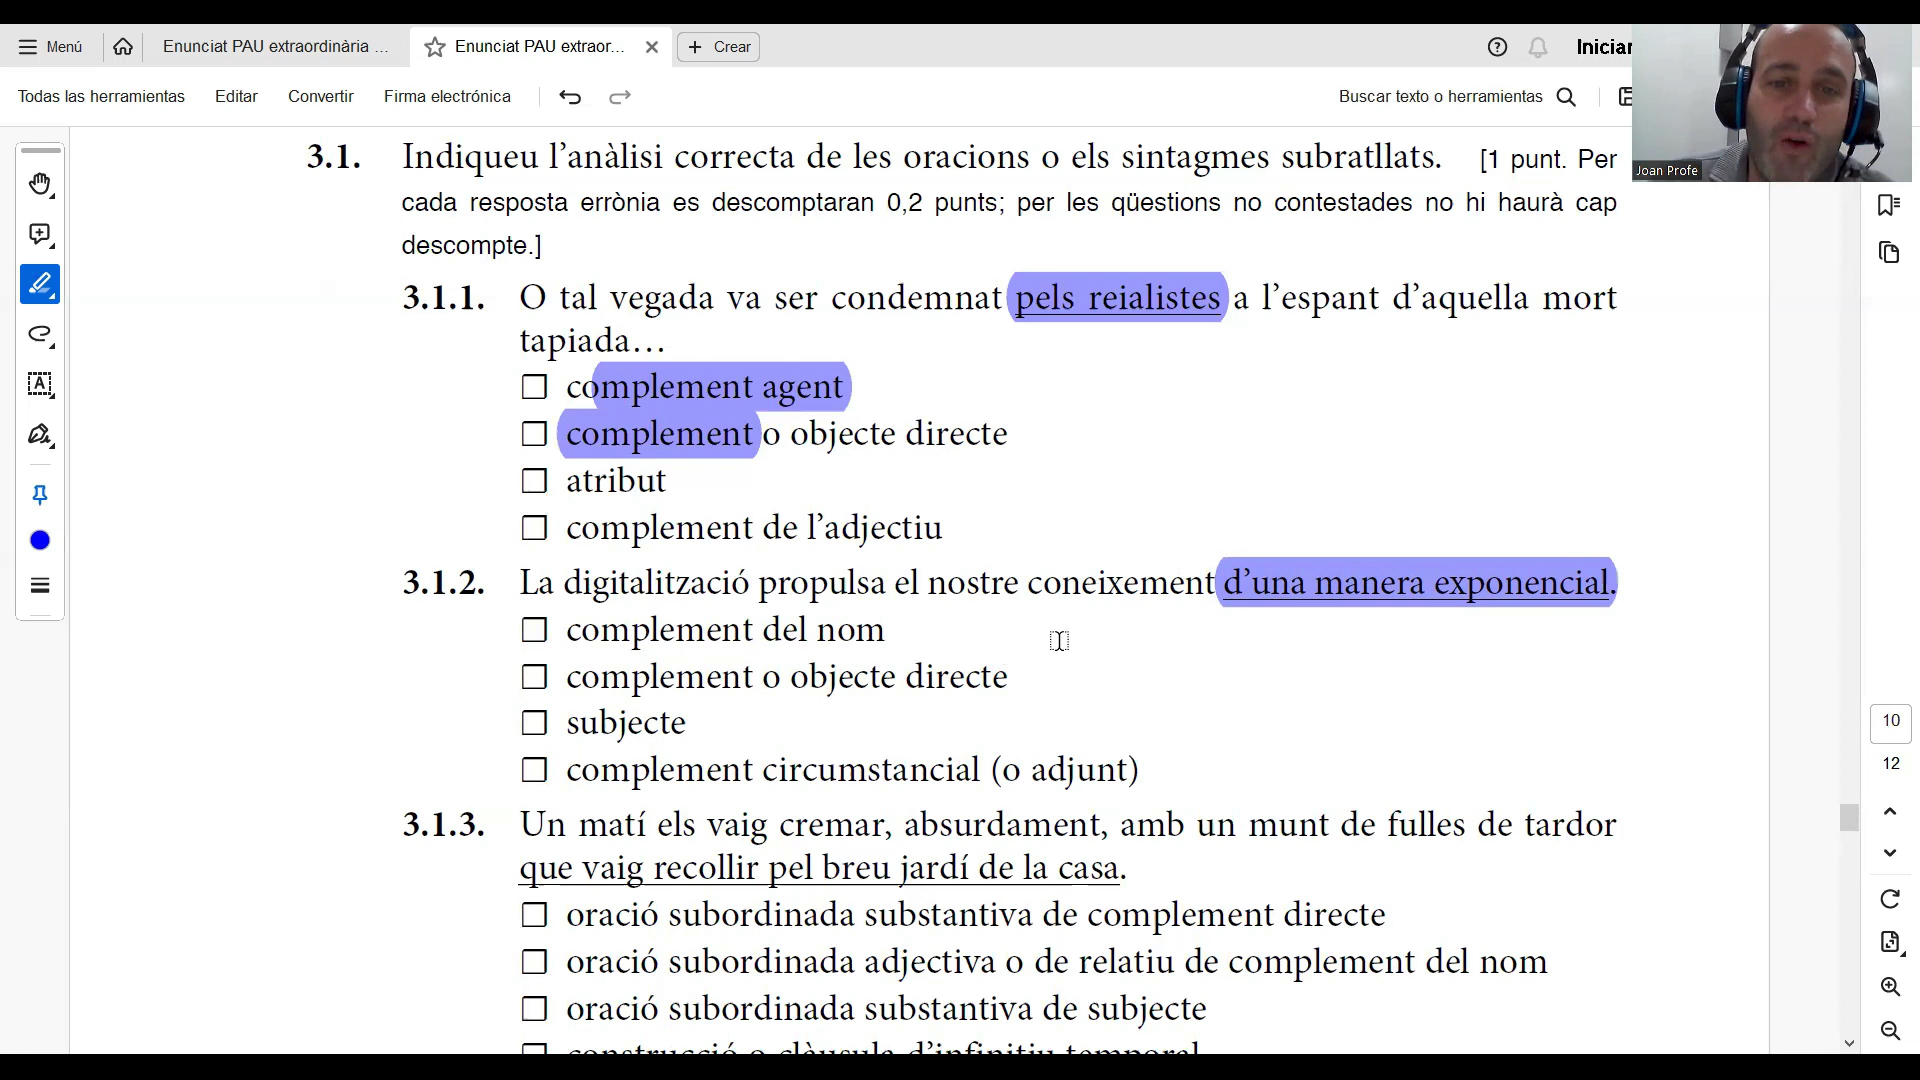 Menú
Enunciat PAU extraordinària ...
Enunciat PAU extraor...
Crear
Iniciar
Todas las herramientas
Editar
Convertir
Firma electrónica
Buscar texto o herramientas
Joan Profe
3.1. Indiqueu l’anàlisi correcta de les oracions o els sintagmes subratllats. [1 punt. Per
cada resposta errònia es descomptaran 0,2 punts; per les qüestions no contestades no hi haurà cap
descompte.]
3.1.1. O tal vegada va ser condemnat pels reialistes a l’espant d’aquella mort
tapiada…
❒ complement agent
❒ complement o objecte directe
❒ atribut
❒ complement de l’adjectiu
3.1.2. La digitalització propulsa el nostre coneixement d’una manera exponencial.
❒ complement del nom
❒ complement o objecte directe
❒ subjecte
❒ complement circumstancial (o adjunt)
3.1.3. Un matí els vaig cremar, absurdament, amb un munt de fulles de tardor
que vaig recollir pel breu jardí de la casa.
❒ oració subordinada substantiva de complement directe
❒ oració subordinada adjectiva o de relatiu de complement del nom
❒ oració subordinada substantiva de subjecte
❒ construcció o clàusula d’infinitiu temporal
10
12